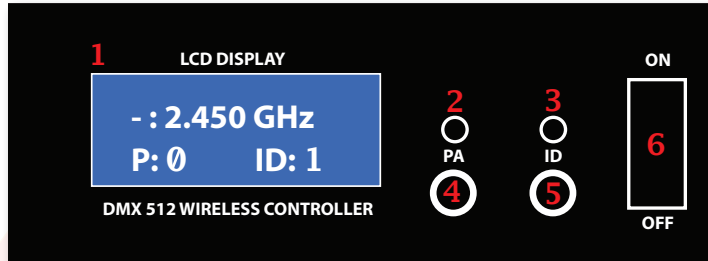 1 LCD DISPLAY ON
2 3
- : 2.450 GHz
P: 0 ID: 1
PA ID
6
4 5
DMX 512 WIRELESS CONTROLLER
OFF